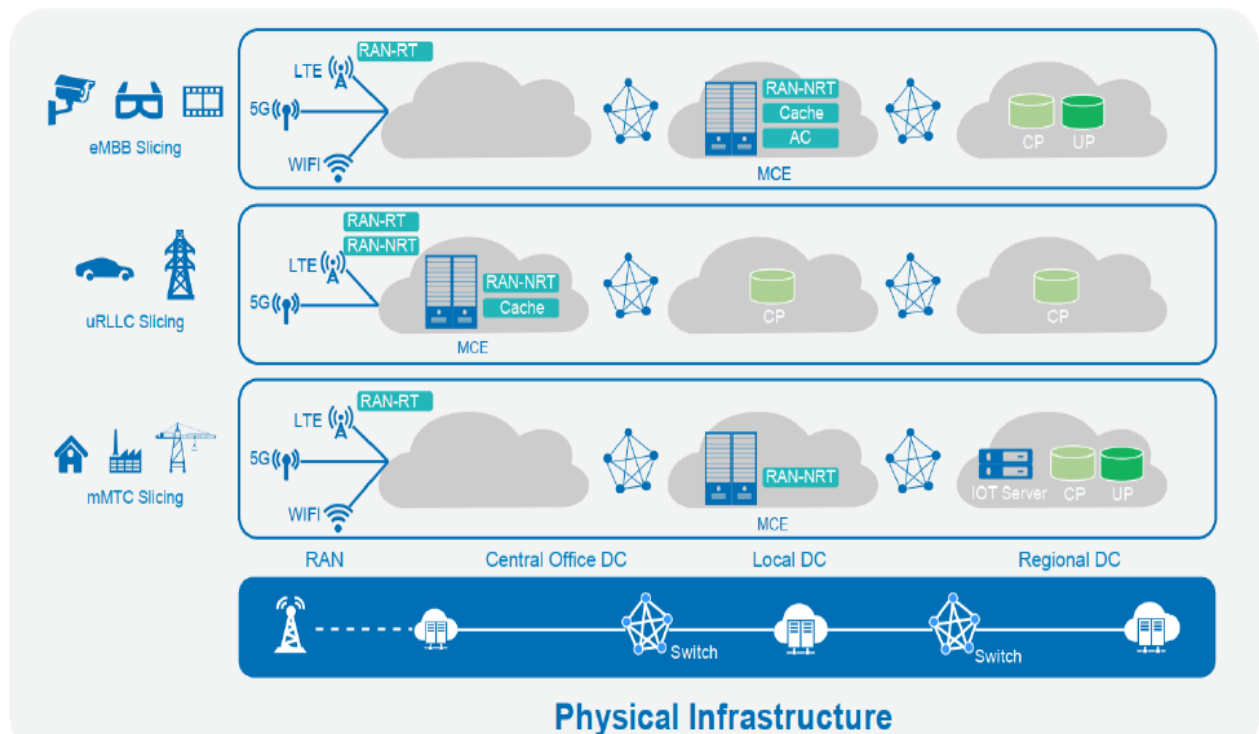 RAN-RT
LTE
5G
WIFI
eMBB Slicing
RAN-NRT
Cache
AC
MCE
CP UP
RAN-RT
RAN-NRT
LTE
5G
uRLLC Slicing
RAN-NRT
Cache
MCE
CP
CP
RAN-RT
LTE
5G
WIFI
mMTC Slicing
RAN-NRT
MCE
IOT Server CP UP
RAN Central Office DC Local DC Regional DC
Switch
Switch
Physical Infrastructure